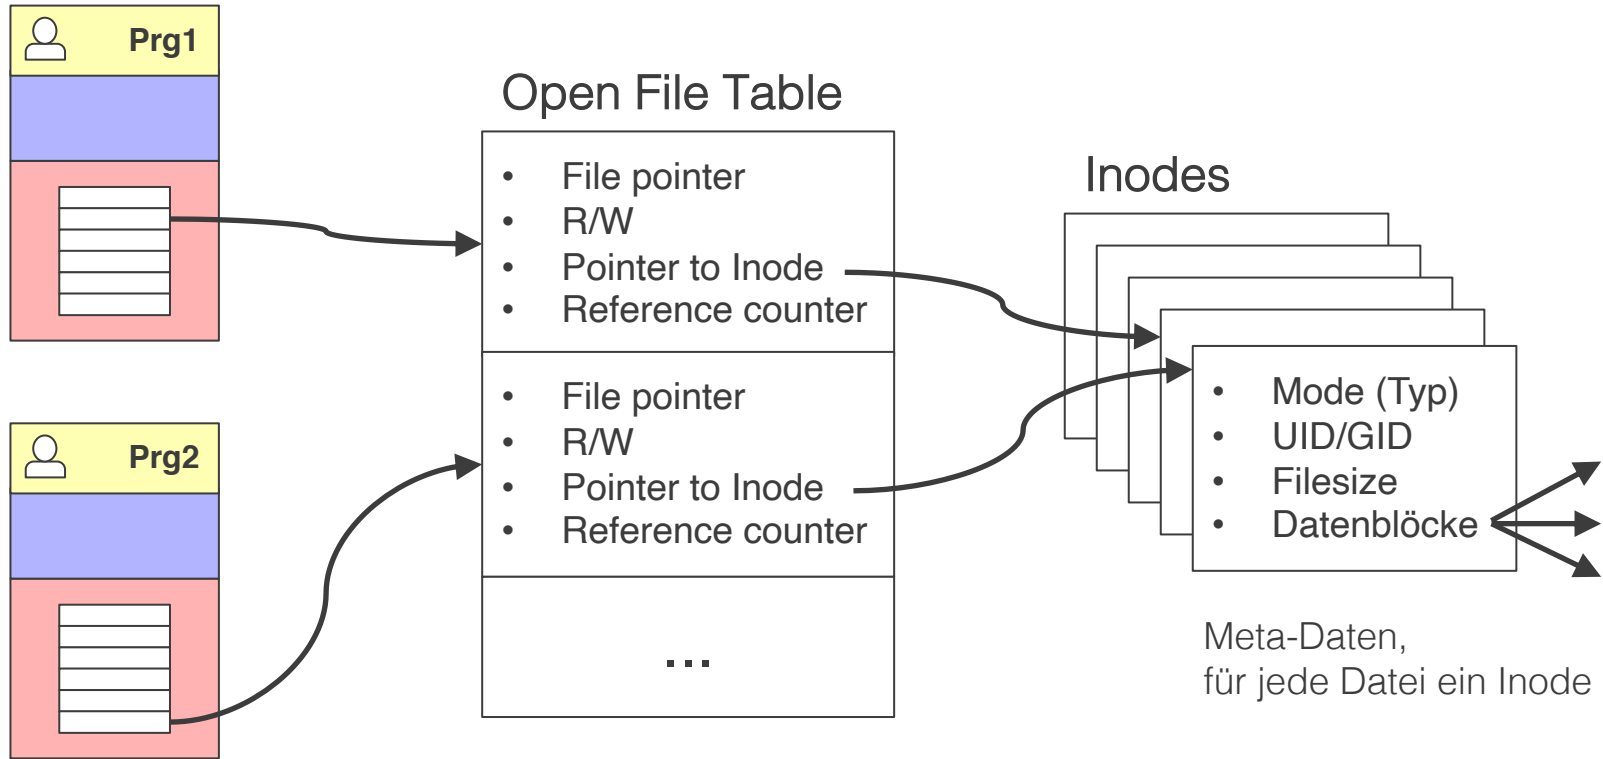 Prg1
Open File Table
• File pointer
• R/W
• Pointer to Inode
• Reference counter
Inodes
Prg2
• File pointer
• R/W
• Pointer to Inode
• Reference counter
...
• Mode (Typ)
• UID/GID
• Filesize
• Datenblöcke
Meta-Daten,
für jede Datei ein Inode